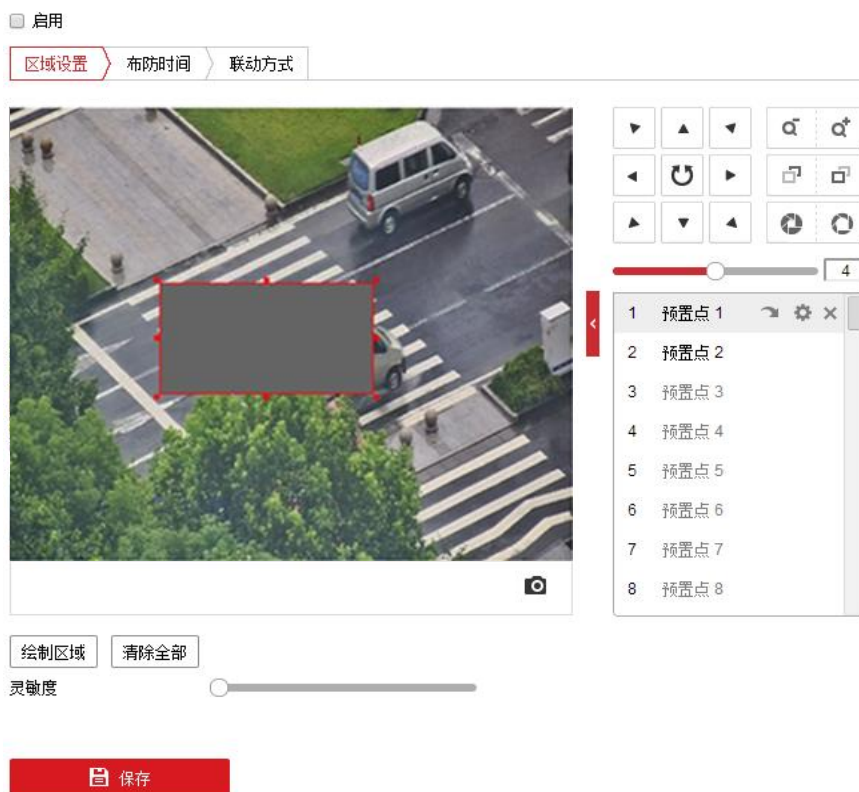 启用
区域设置 布防时间 联动方式
4
1 预置点 1
2 预置点 2
3 预置点 3
4 预置点 4
5 预置点 5
6 预置点 6
7 预置点 7
8 预置点 8
绘制区域 清除全部
灵敏度
保存